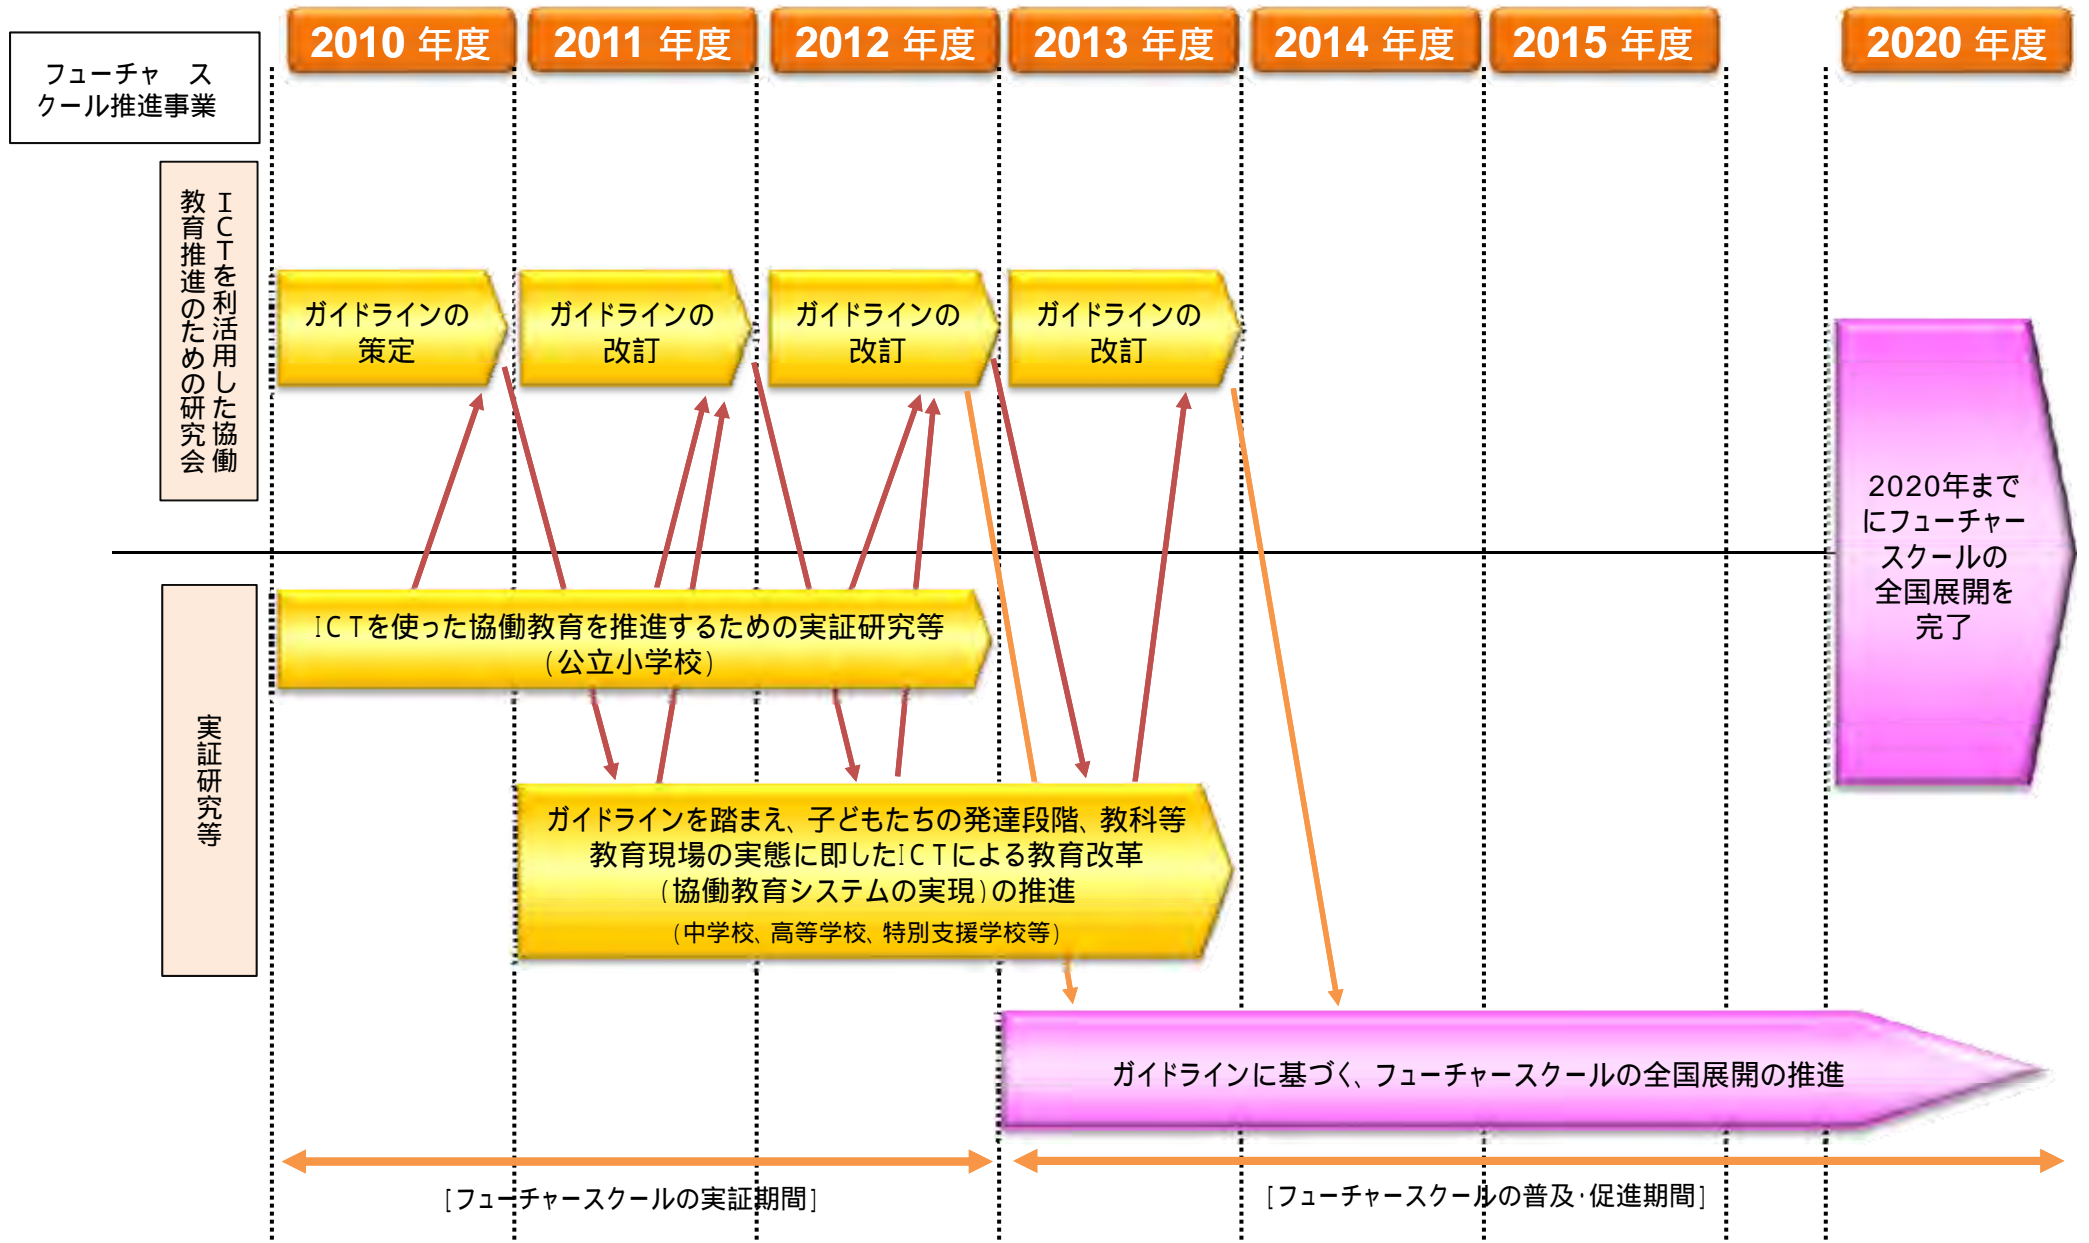 フューチャ　ス
クール推進事業
2010 年度
2011 年度
2012 年度
2013 年度
2014 年度
2015 年度
2020 年度
ICTを利活用した協働
教育推進のための研究会
ガイドラインの
策定
ガイドラインの
改訂
ガイドラインの
改訂
ガイドラインの
改訂
2020年まで
にフューチャー
スクールの
全国展開を
完了
実証研究等
ICTを使った協働教育を推進するための実証研究等
(公立小学校)
ガイドラインを踏まえ、子どもたちの発達段階、教科等
教育現場の実態に即したICTによる教育改革
(協働教育システムの実現)の推進
(中学校、高等学校、特別支援学校等)
ガイドラインに基づく、フューチャースクールの全国展開の推進
[フューチャースクールの実証期間]
[フューチャースクールの普及・促進期間]